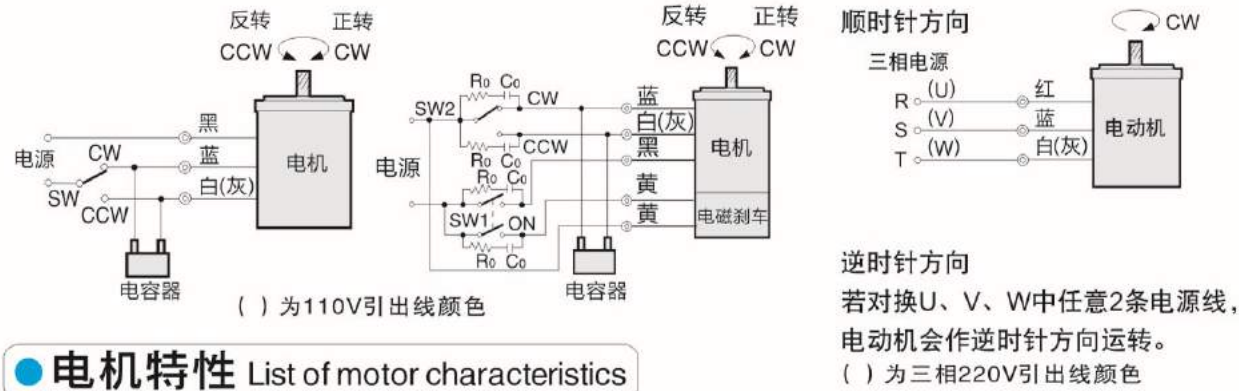 反转 正转
CCW CW
黑
电源 CW 蓝 电机
SW 白(灰)
CCW
电容器
反转 正转
CCW CW
R₀ C₀
SW2 CW 蓝
白(灰)
CCW 黑 电机
R₀ C₀
电源
R₀ C₀
黄
SW1 ON 黄 电磁刹车
R₀ C₀
电容器
( ) 为110V引出线颜色
顺时针方向 CW
三相电源
R (U) 红
S (V) 蓝 电动机
T (W) 白(灰)
逆时针方向
若对换U、V、W中任意2条电源线，
电动机会作逆时针方向运转。
( ) 为三相220V引出线颜色
电机特性 List of motor characteristics